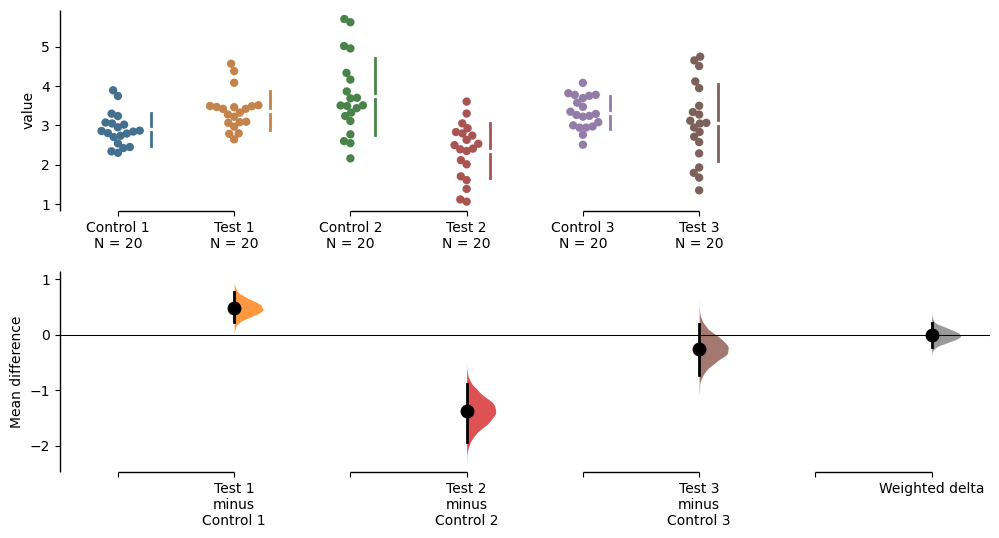 value
5
4
3
2
1
Control 1
N = 20
Test 1
N = 20
Control 2
N = 20
Test 2
N = 20
Control 3
N = 20
Test 3
N = 20
Mean difference
1
0
−1
−2
Test 1
minus
Control 1
Test 2
minus
Control 2
Test 3
minus
Control 3
Weighted delta